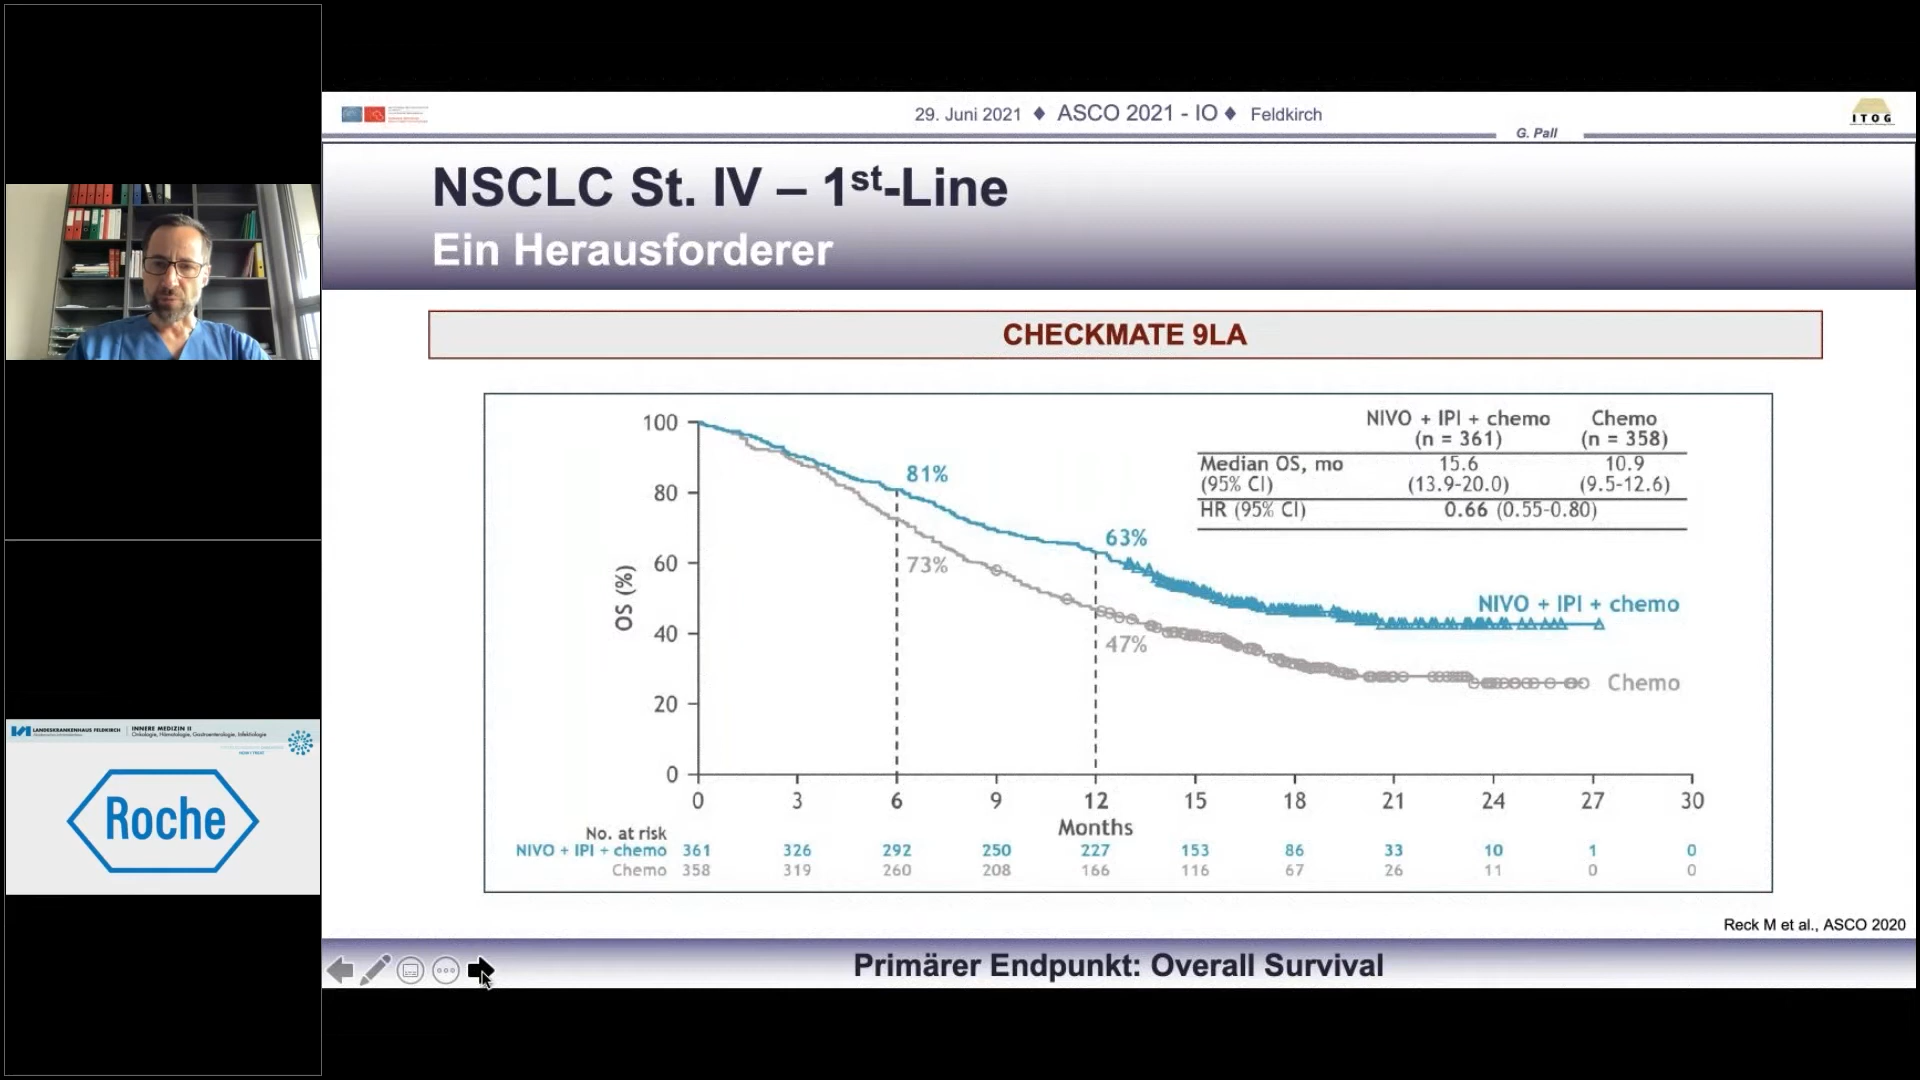 29. Juni 2021 ♦ ASCO 2021 - IO ♦ Feldkirch
ITOG
G. Pall
NSCLC St. IV – 1st-Line
Ein Herausforderer
CHECKMATE 9LA
NIVO + IPI + chemo Chemo
(n = 361) (n = 358)
Median OS, mo 15.6 10.9
(95% CI) (13.9-20.0) (9.5-12.6)
HR (95% CI) 0.66 (0.55-0.80)
100
80
60
40
20
0
OS (%)
81%
73%
63%
47%
NIVO + IPI + chemo
Chemo
0 3 6 9 12 15 18 21 24 27 30
Months
No. at risk
NIVO + IPI + chemo 361 326 292 250 227 153 86 33 10 1 0
Chemo 358 319 260 208 166 116 67 26 11 0 0
Reck M et al., ASCO 2020
Primärer Endpunkt: Overall Survival
LANDESKRANKENHAUS FELDKIRCH
INNERE MEDIZIN II
Onkologie, Hämatologie, Gastroenterologie, Infektiologie
Roche